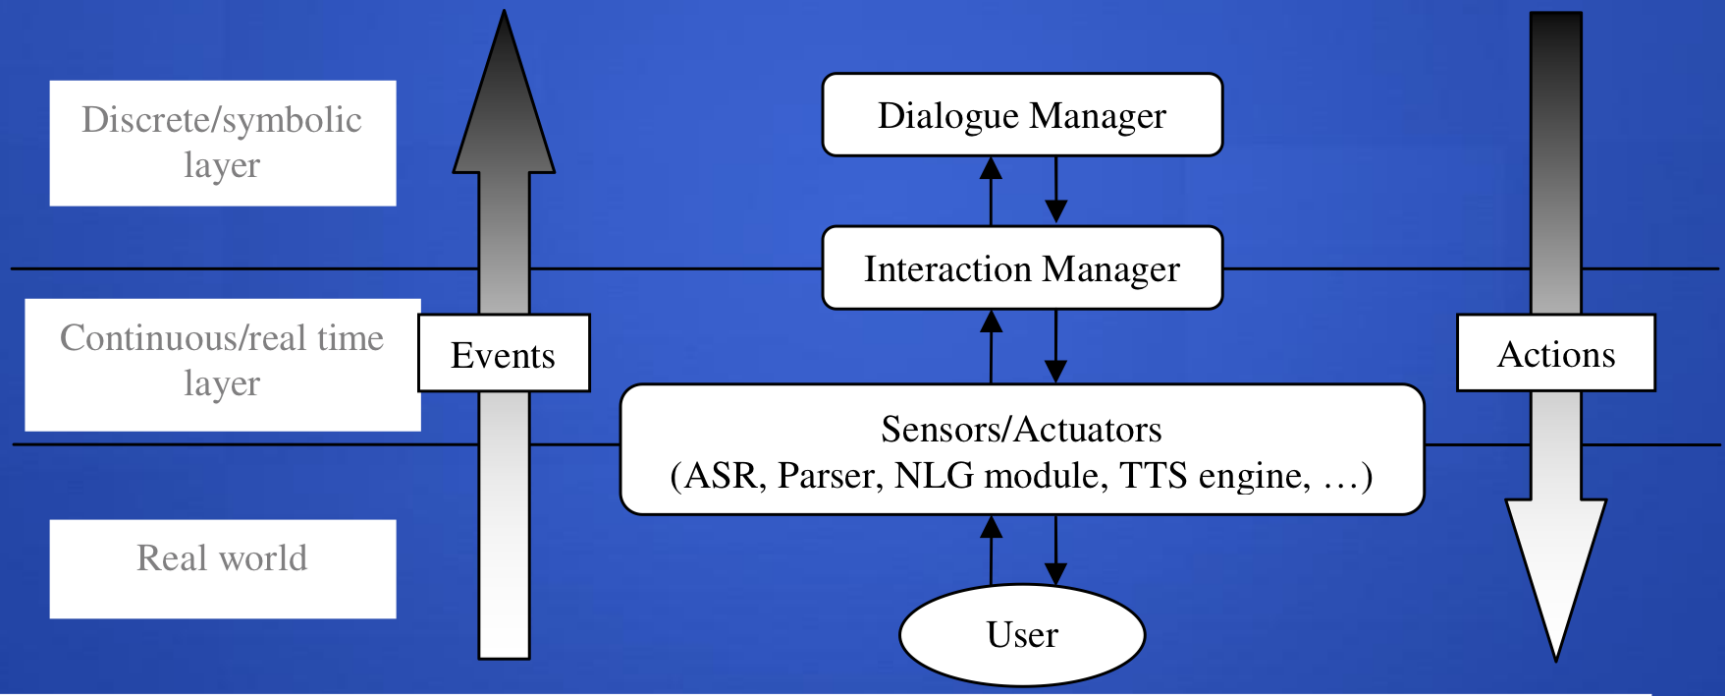 Discrete/symbolic
layer
Dialogue Manager
Interaction Manager
Continuous/real time
layer
Events
Actions
Sensors/Actuators
(ASR, Parser, NLG module, TTS engine, …)
Real world
User